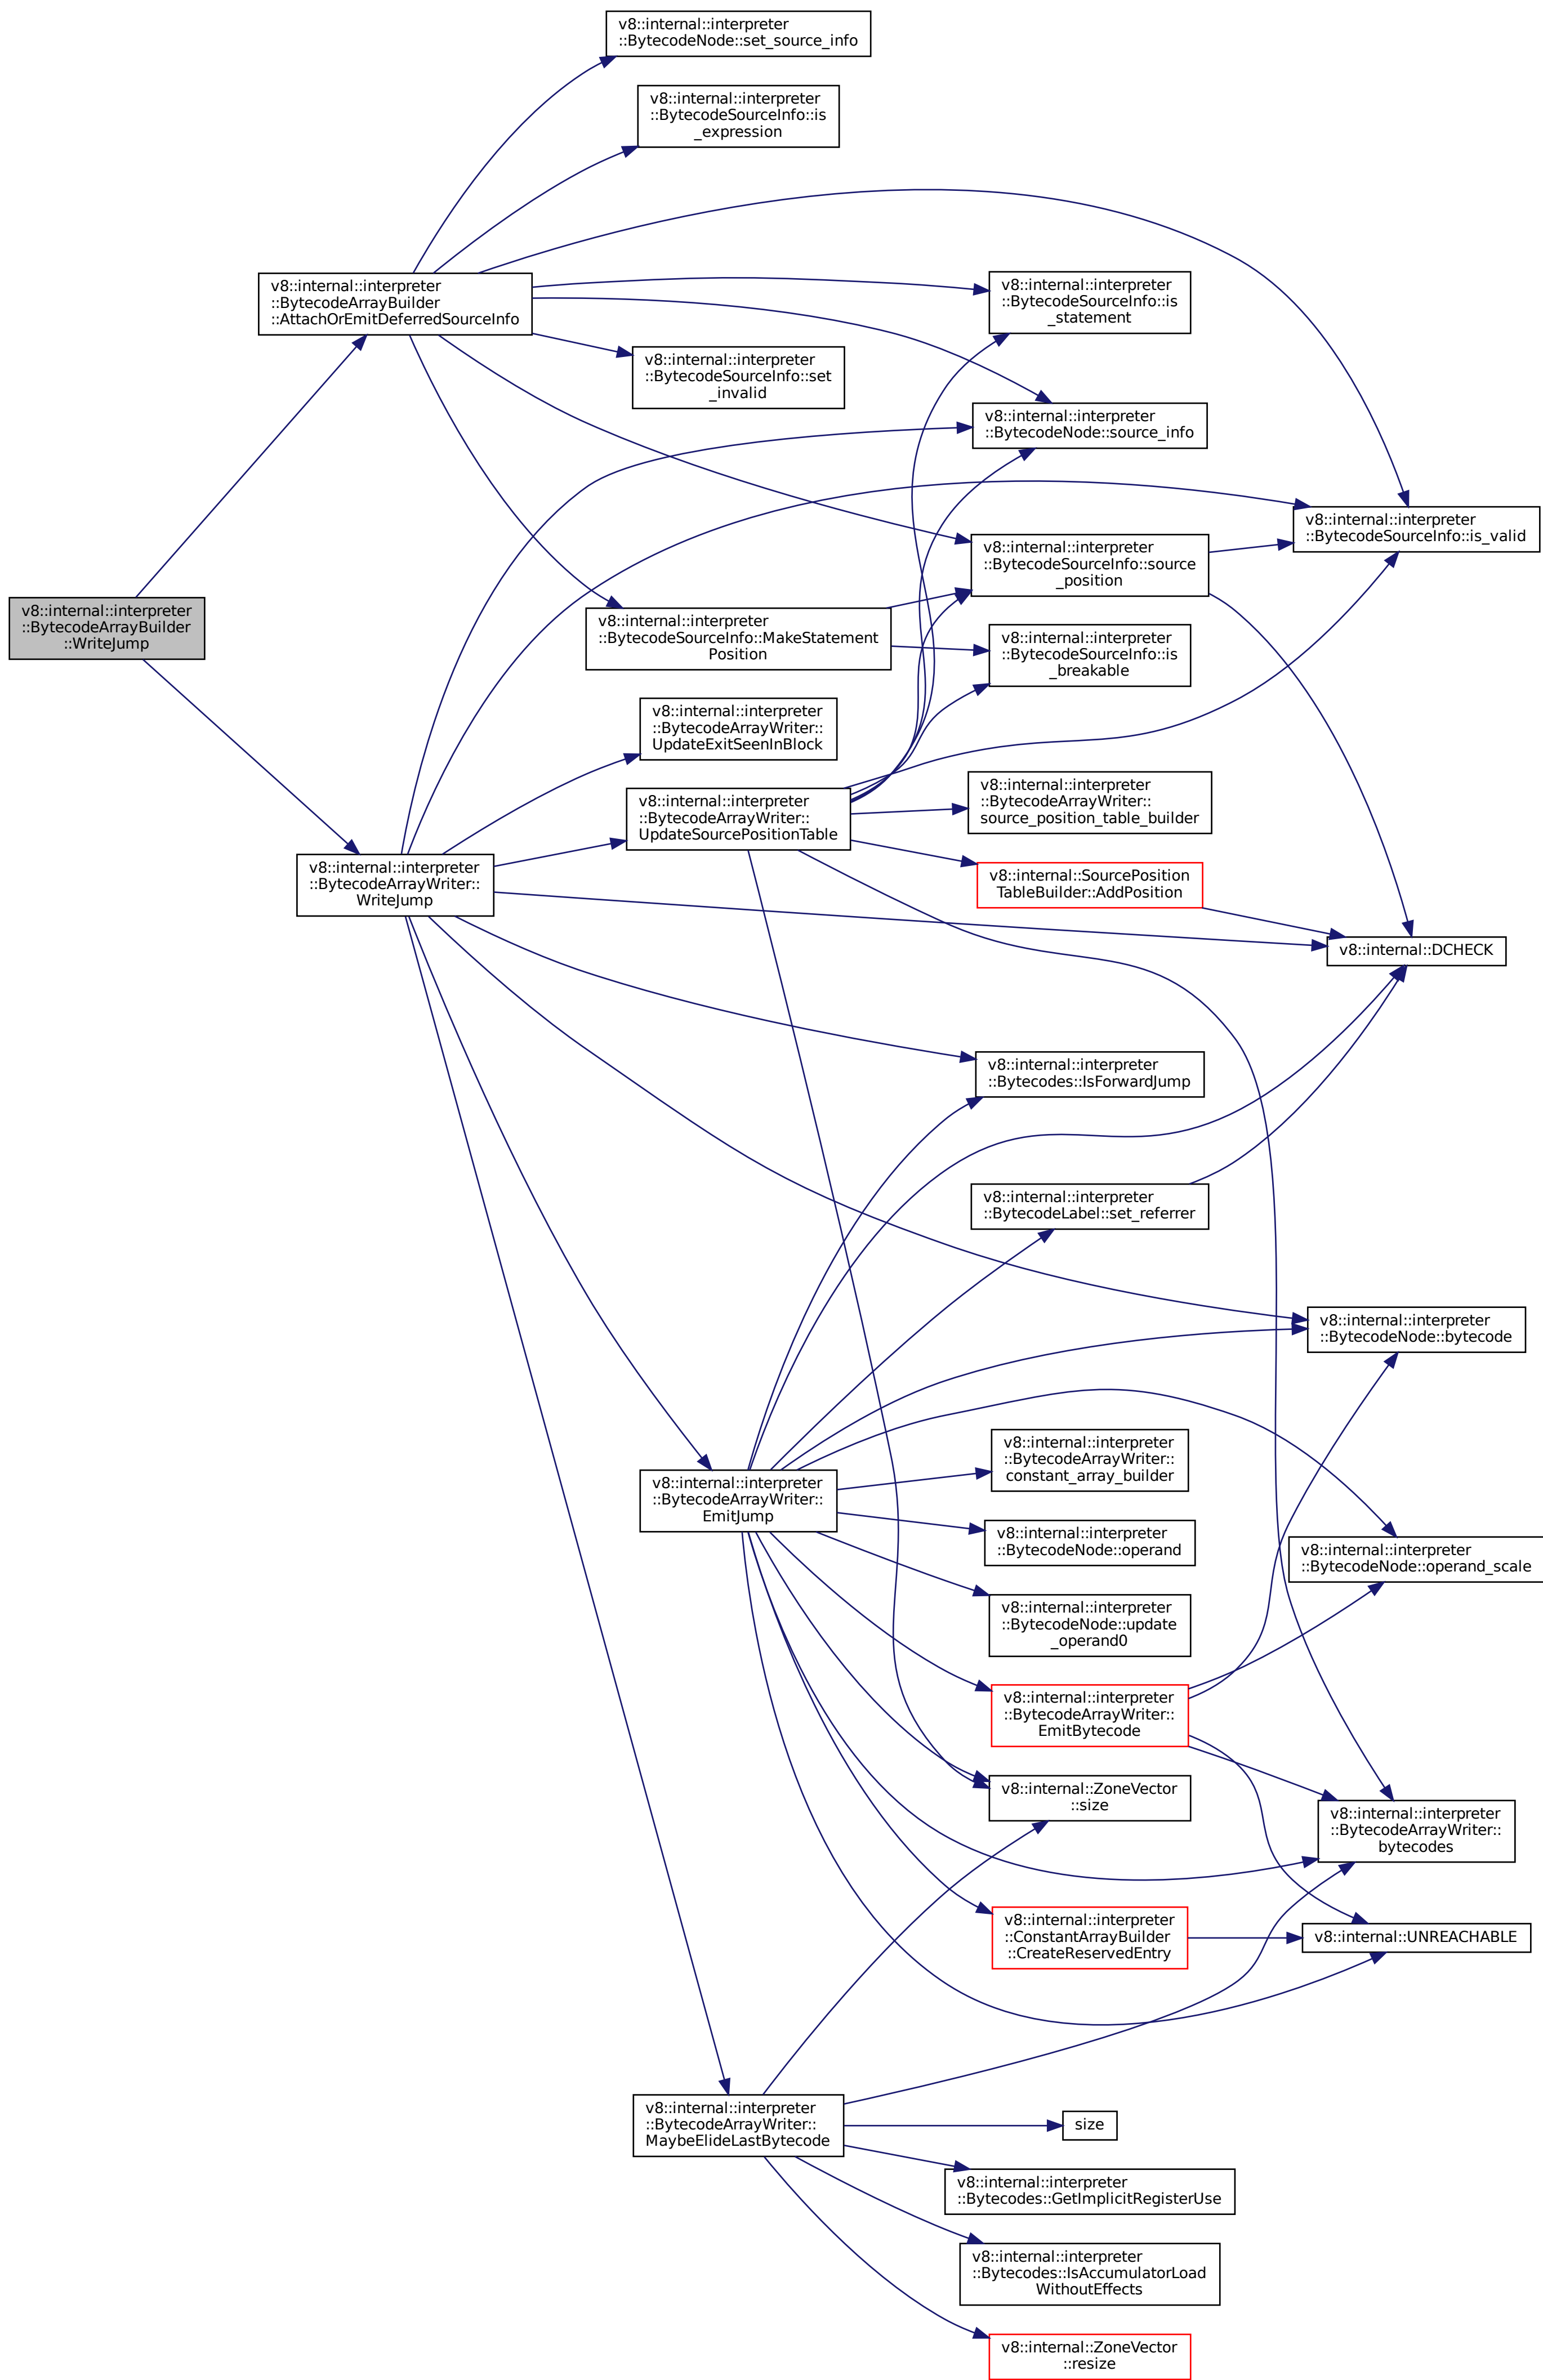 v8::internal::interpreter
::BytecodeNode::set_source_info
v8::internal::interpreter
::BytecodeSourceInfo::is
_expression
v8::internal::interpreter
::BytecodeArrayBuilder
::AttachOrEmitDeferredSourceInfo
v8::internal::interpreter
::BytecodeSourceInfo::is
_statement
v8::internal::interpreter
::BytecodeSourceInfo::set
_invalid
v8::internal::interpreter
::BytecodeNode::source_info
v8::internal::interpreter
::BytecodeSourceInfo::is_valid
v8::internal::interpreter
::BytecodeSourceInfo::source
_position
v8::internal::interpreter
::BytecodeArrayBuilder
::WriteJump
v8::internal::interpreter
::BytecodeSourceInfo::MakeStatement
Position
v8::internal::interpreter
::BytecodeSourceInfo::is
_breakable
v8::internal::interpreter
::BytecodeArrayWriter::
UpdateExitSeenInBlock
v8::internal::interpreter
::BytecodeArrayWriter::
source_position_table_builder
v8::internal::interpreter
::BytecodeArrayWriter::
UpdateSourcePositionTable
v8::internal::interpreter
::BytecodeArrayWriter::
WriteJump
v8::internal::SourcePosition
TableBuilder::AddPosition
v8::internal::DCHECK
v8::internal::interpreter
::Bytecodes::IsForwardJump
v8::internal::interpreter
::BytecodeLabel::set_referrer
v8::internal::interpreter
::BytecodeNode::bytecode
v8::internal::interpreter
::BytecodeArrayWriter::
constant_array_builder
v8::internal::interpreter
::BytecodeArrayWriter::
EmitJump
v8::internal::interpreter
::BytecodeNode::operand
v8::internal::interpreter
::BytecodeNode::operand_scale
v8::internal::interpreter
::BytecodeNode::update
_operand0
v8::internal::interpreter
::BytecodeArrayWriter::
EmitBytecode
v8::internal::ZoneVector
::size
v8::internal::interpreter
::BytecodeArrayWriter::
bytecodes
v8::internal::interpreter
::ConstantArrayBuilder
::CreateReservedEntry
v8::internal::UNREACHABLE
v8::internal::interpreter
::BytecodeArrayWriter::
MaybeElideLastBytecode
size
v8::internal::interpreter
::Bytecodes::GetImplicitRegisterUse
v8::internal::interpreter
::Bytecodes::IsAccumulatorLoad
WithoutEffects
v8::internal::ZoneVector
::resize